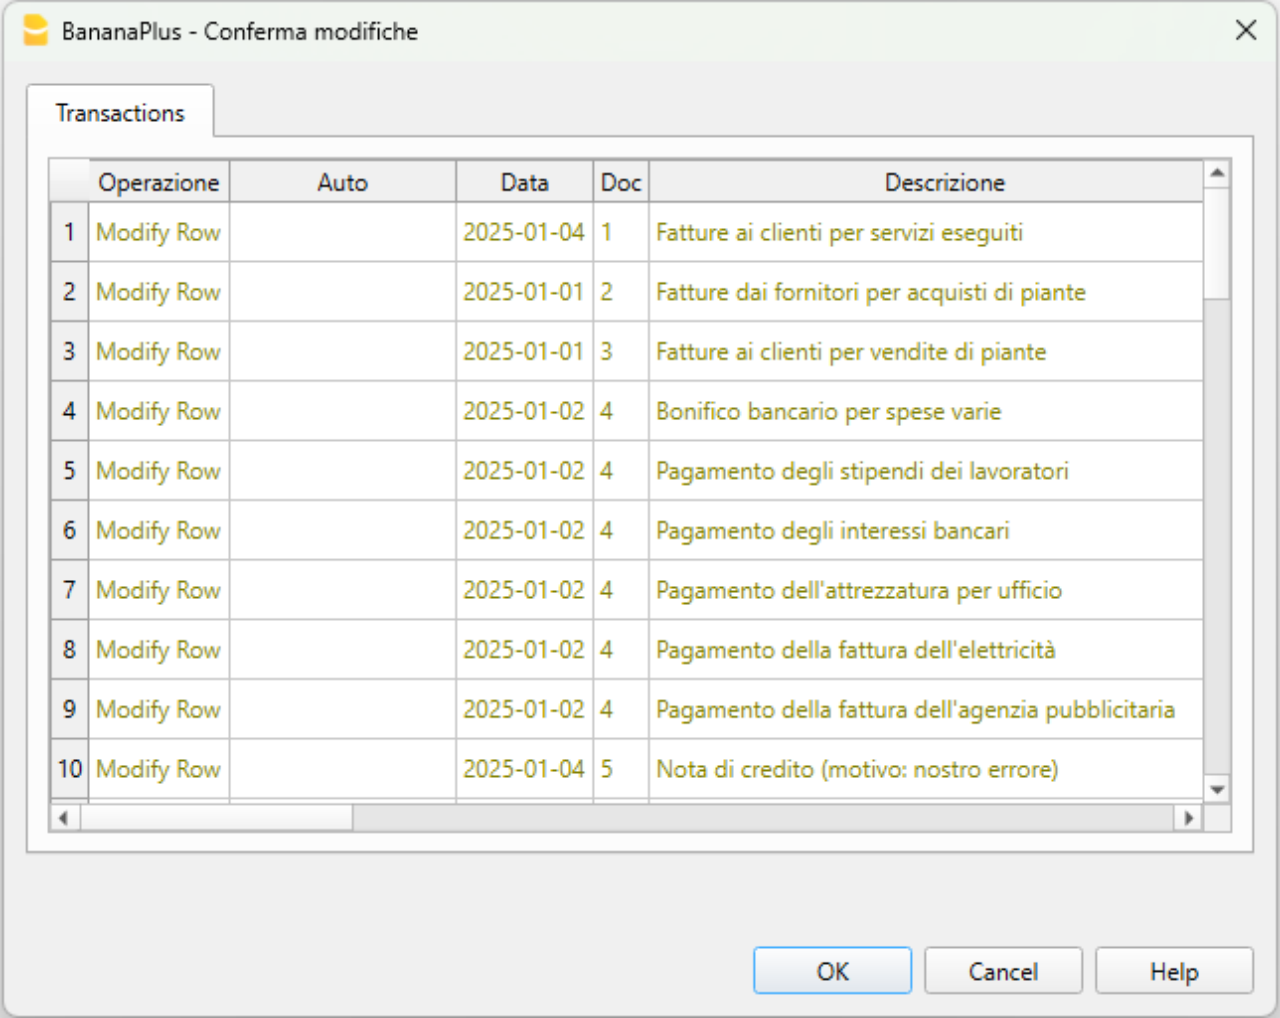 BananaPlus - Conferma modifiche
Transactions
Operazione Auto Data Doc Descrizione
1 Modify Row 2025-01-04 1 Fatture ai clienti per servizi eseguiti
2 Modify Row 2025-01-01 2 Fatture dai fornitori per acquisti di piante
3 Modify Row 2025-01-01 3 Fatture ai clienti per vendite di piante
4 Modify Row 2025-01-02 4 Bonifico bancario per spese varie
5 Modify Row 2025-01-02 4 Pagamento degli stipendi dei lavoratori
6 Modify Row 2025-01-02 4 Pagamento degli interessi bancari
7 Modify Row 2025-01-02 4 Pagamento dell'attrezzatura per ufficio
8 Modify Row 2025-01-02 4 Pagamento della fattura dell'elettricità
9 Modify Row 2025-01-02 4 Pagamento della fattura dell'agenzia pubblicitaria
10 Modify Row 2025-01-04 5 Nota di credito (motivo: nostro errore)
OK Cancel Help